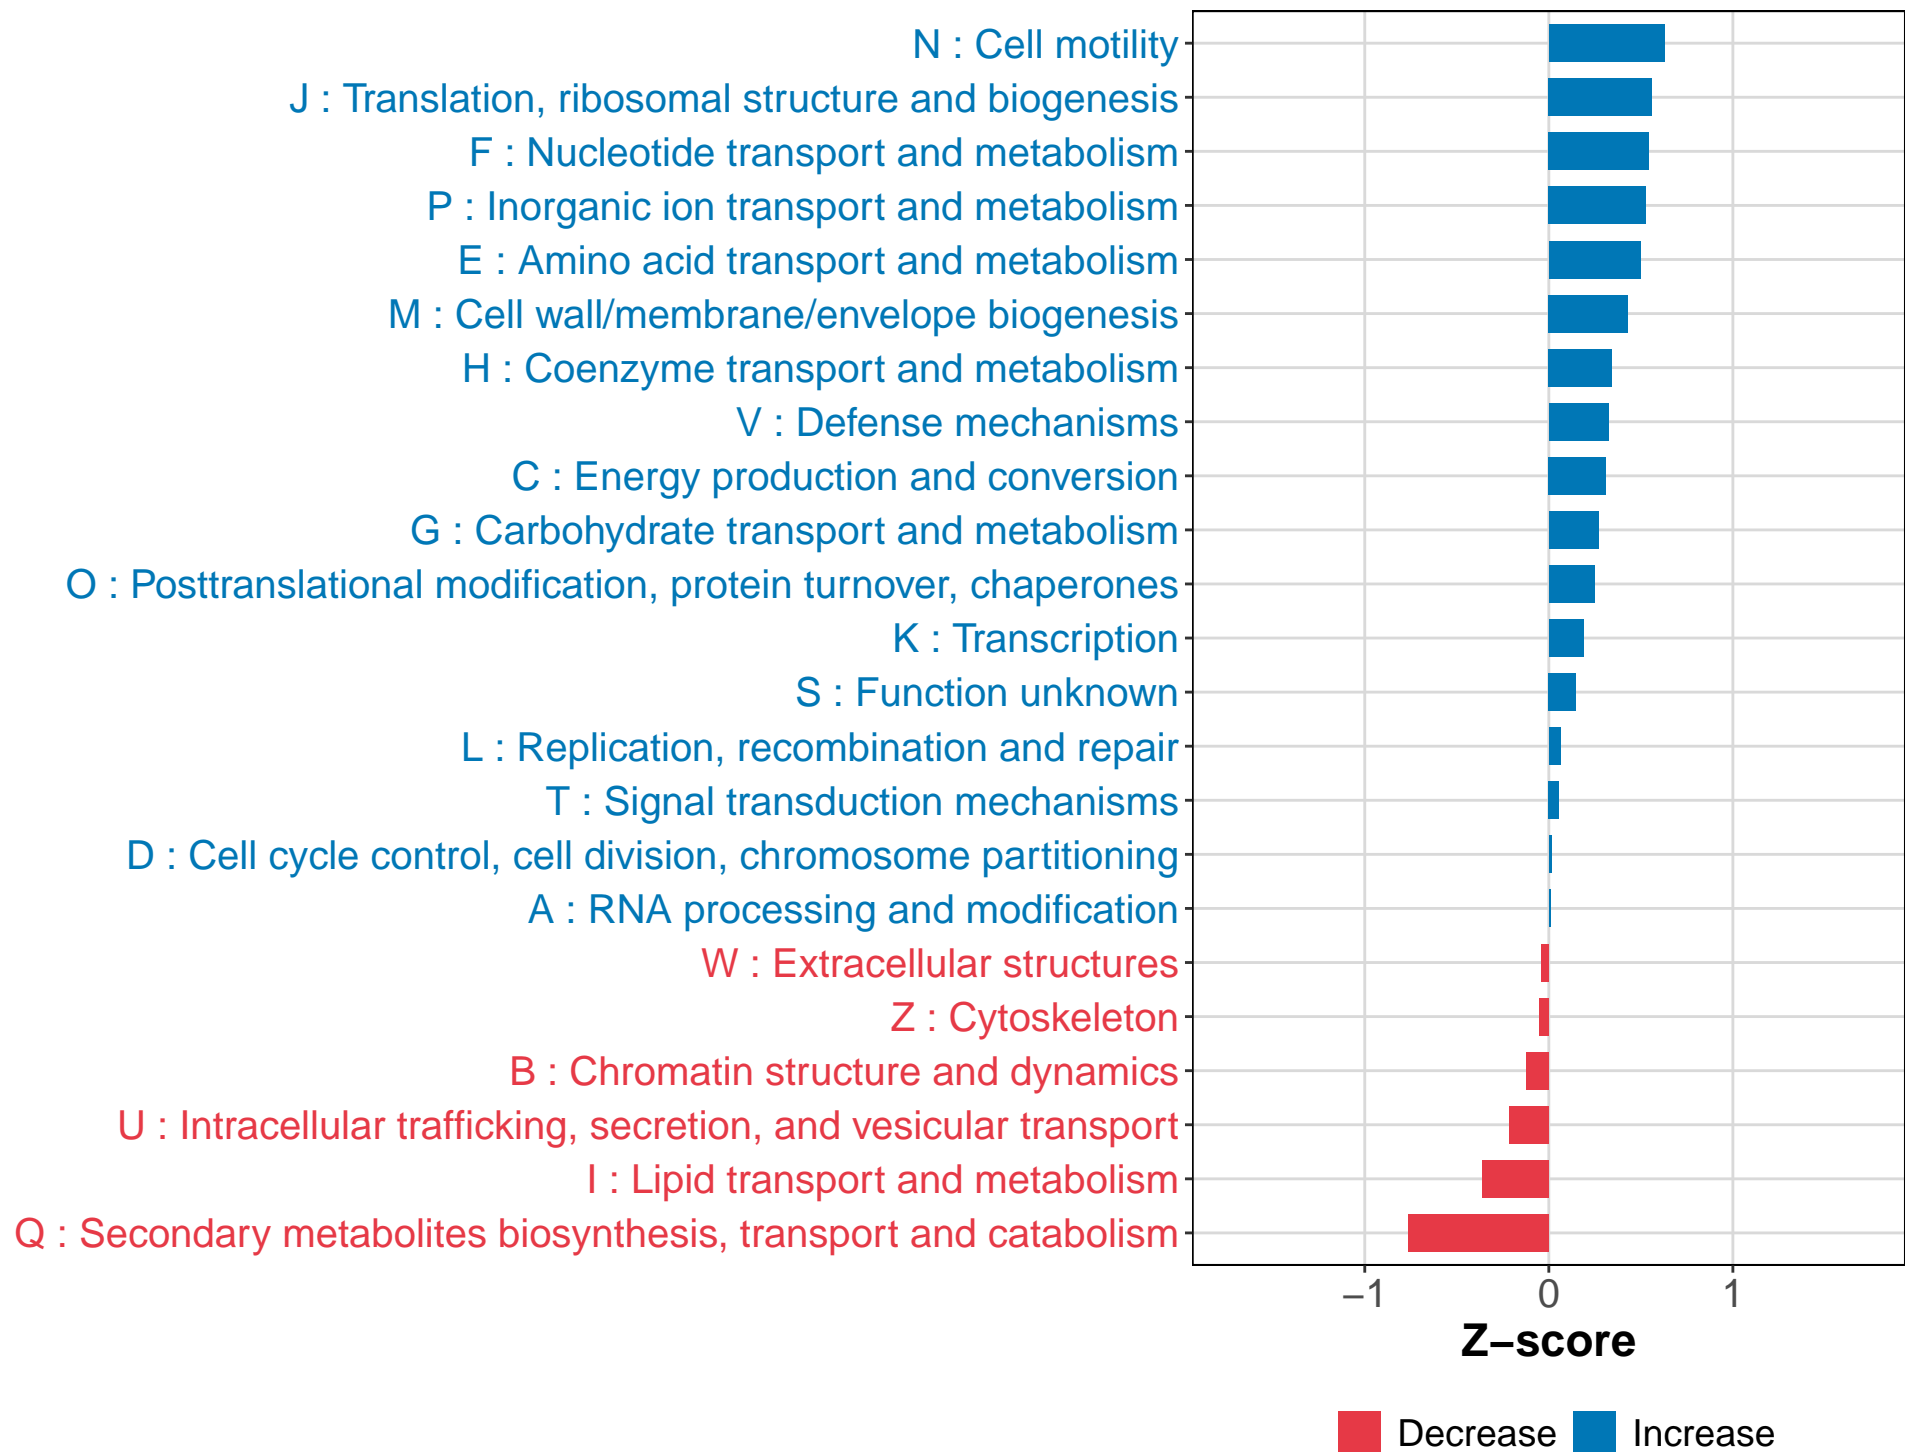 N : Cell motility
J : Translation, ribosomal structure and biogenesis
F : Nucleotide transport and metabolism
P : Inorganic ion transport and metabolism
E : Amino acid transport and metabolism
M : Cell wall/membrane/envelope biogenesis
H : Coenzyme transport and metabolism
V : Defense mechanisms
C : Energy production and conversion
G : Carbohydrate transport and metabolism
O : Posttranslational modification, protein turnover, chaperones
K : Transcription
S : Function unknown
L : Replication, recombination and repair
T : Signal transduction mechanisms
D : Cell cycle control, cell division, chromosome partitioning
A : RNA processing and modification
W : Extracellular structures
Z : Cytoskeleton
B : Chromatin structure and dynamics
U : Intracellular trafficking, secretion, and vesicular transport
I : Lipid transport and metabolism
Q : Secondary metabolites biosynthesis, transport and catabolism
−1 0 1
Z−score
Decrease Increase